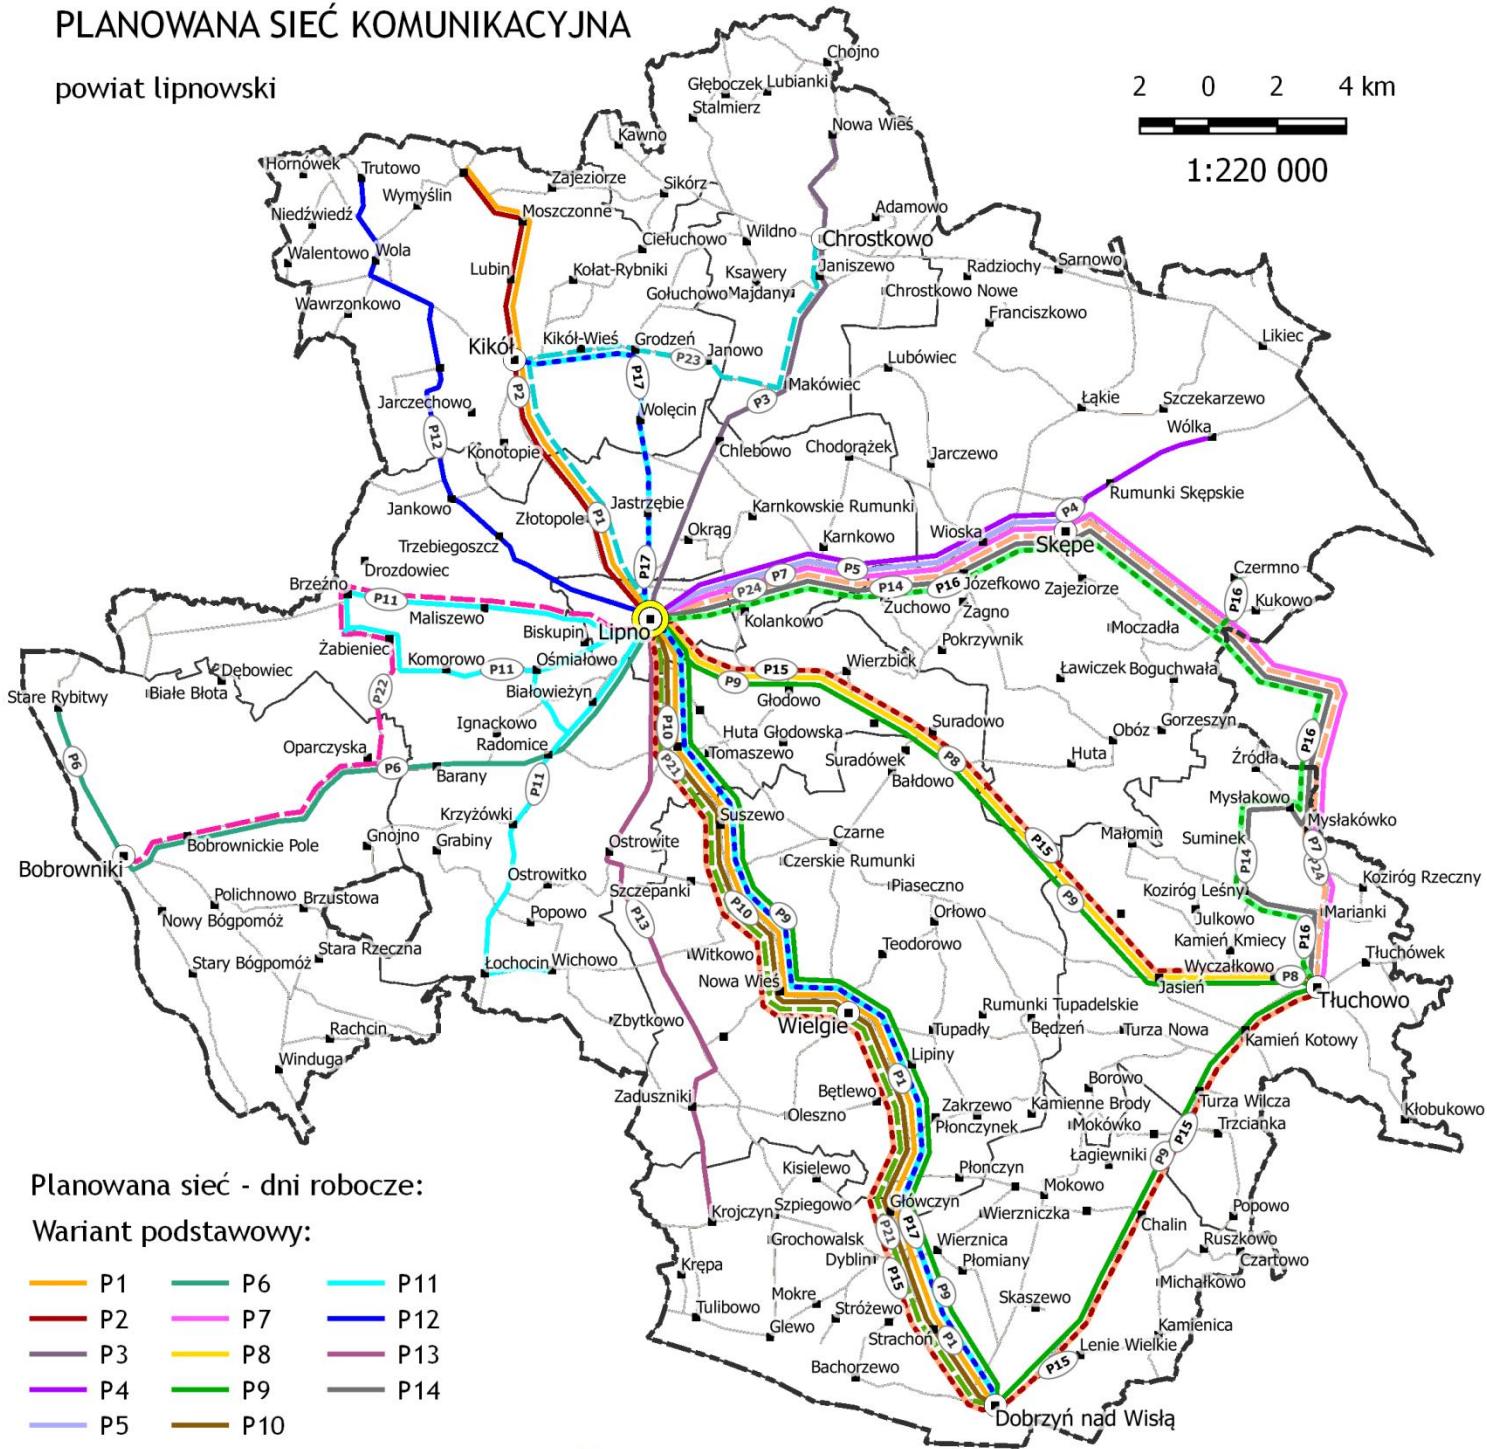 PLANOWANA SIEĆ KOMUNIKACYJNA
powiat lipnowski
2 0 2 4 km
1:220 000
Chojno
Głęboczek Lubianki
Stalmierz
Nowa Wieś
Kawno
Hornówek Trutowo
Zajeziorze Sikórz
Wymyślin
Niedźwiedź Moszczonne
Adamowo
Wildno Chrostkowo
Ciełuchowo
Walentowo Wola
Lubin Kołat-Rybniki Ksawery Janiszewo
Radziochy Sarnowo
Gołuchowo Majdany Chrostkowo Nowe
Wawrzonkowo
Franciszkowo
Likiec
Kikół Kikół-Wieś Grodzeń Janowo
P23
Lubówiec
P17
P2
Makówiec
P3
Jarczechowo Wolęcin
Łąkie Szczekarzewo
Wólka
P12
Konotopie Chlebowo Chodorążek
Jarczewo
Rumunki Skępskie
Jankowo Złotopole Jastrzębie Karnkowskie Rumunki
P1
P4
Okrąg Karnkowo Wioska Skępe
Trzebiegoszcz
Drozdowiec
P17
P7 P5
P24 P14 P16
Józefkowo Zajeziorze Czermno
Brzeźno
P11
Maliszewo
Kolankowo Żuchowo Żagno
P16
Kukowo
Biskupin Lipno
Moczadła
Żabieniec
Pokrzywnik
Komorowo P11 Ośmiałowo
P15
Wierzbick
Ławiczek Boguchwała
Dębowiec
Białe Błota
P22
Białowieżyn
P9
Głodowo
Stare Rybitwy
Ignackowo
Radomice
P10
Huta Głodowska Suradowo
Obóz Gorzeszyn
Oparczyska
P6
P6
Barany
P11
P21
Tomaszewo Suradówek
P8
Huta
P16
Bałdowo
Źródła
Krzyżówki
Suszewo
Mysłakowo
Mysłakówko
Gnojno Grabiny Ostrowite Czarne
P15
Małomin Suminek
P7
Bobrowniki Bobrownickie Pole
Czerskie Rumunki
P14
P24
Polichnowo Brzustowa Ostrowitko Szczepanki
Piaseczno
P9
Koziróg Leśny Koziróg Rzeczny
Nowy Bógpomóż Popowo
P13
P10 P9
Orłowo
Julkowo Marianki
Stara Rzeczna
Teodorowo
Kamień Kmiecy
P16
Stary Bógpomóż Łochocin Wichowo Witkowo
Wyczałkowo
P8
Tłuchówek
Nowa Wieś
Jasień
Tłuchowo
Rumunki Tupadelskie
Rachcin Zbytkowo Wielgie
Tupadły Będzeń Turza Nowa
Kamień Kotowy
Winduga
Lipiny
P1
Zaduszniki Bętlewo
Borowo
Turza Wilcza
Oleszno Zakrzewo Kamienne Brody
Kłobukowo
Płończynek
Mokówko
P15
Trzcianka
P9
Łagiewniki
Kisielewo Płończyn
Mokowo
Krojczyn Szpiegowo Główczyn Wierzniczka
Chalin Popowo
P21 P17
Grochowalsk Wierznica
Ruszkowo
Dyblin Płomiany
Czartowo
Krępa
P15
Michałkowo
P9
Mokre Skaszewo
Tulibowo Stróżewo
Glewo Strachoń
P1
Kamienica
Lenie Wielkie
P15
Bachorzewo
Dobrzyń nad Wisłą
Planowana sieć - dni robocze:
Wariant podstawowy:
P1 P6 P11
P2 P7 P12
P3 P8 P13
P4 P9 P14
P5 P10